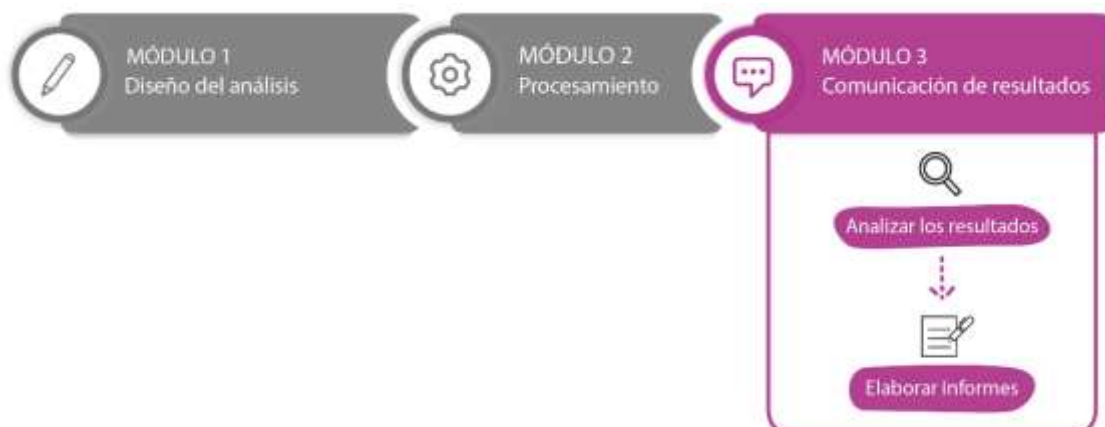 MÓDULO 1
Diseño del análisis
MÓDULO 2
Procesamiento
MÓDULO 3
Comunicación de resultados
Analizar los resultados
Elaborar informes